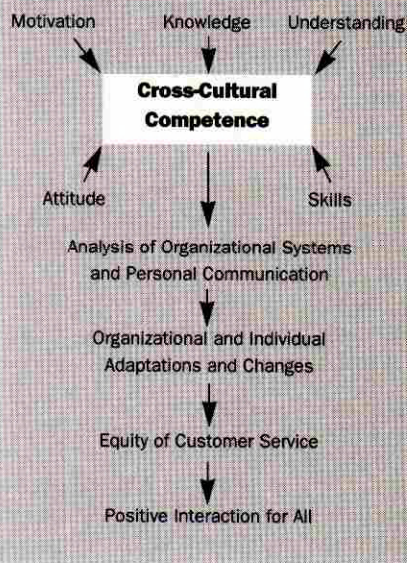 Motivation Knowledge Understanding
Cross-Cultural
Competence
Attitude Skills
Analysis of Organizational Systems
and Personal Communication
Organizational and Individual
Adaptations and Changes
Equity of Customer Service
Positive Interaction for All